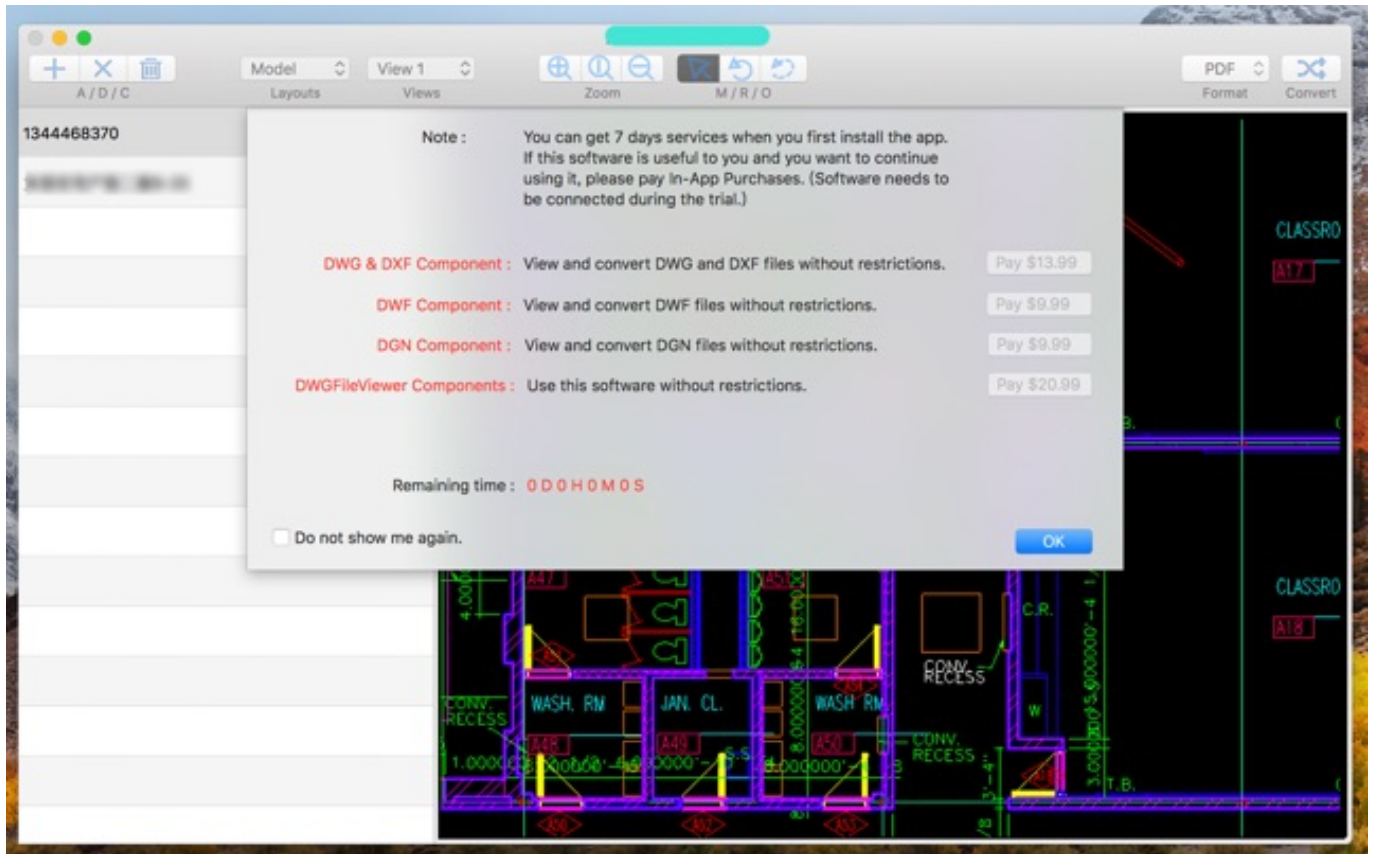 Model
View 1
PDF
A / D / C
Layouts
Views
Zoom
M / R / O
Format
Convert
1344468370
Note :
You can get 7 days services when you first install the app.
If this software is useful to you and you want to continue
using it, please pay In-App Purchases. (Software needs to
be connected during the trial.)
DWG & DXF Component : View and convert DWG and DXF files without restrictions. Pay $13.99
DWF Component : View and convert DWF files without restrictions. Pay $9.99
DGN Component : View and convert DGN files without restrictions. Pay $9.99
DWGFileViewer Components : Use this software without restrictions. Pay $20.99
Remaining time : 0 D 0 H 0 M 0 S
Do not show me again.
OK
CLASSRO
A17
B.
CLASSRO
A18
A47
A51
C.R.
CONV.
RECESS
WASH. RM
JAN. CL.
WASH RM
W
CONV.
RECESS
A48
A49
A50
S.S.
CONV.
RECESS
3'-4"
T.B.
A50
A52
A53